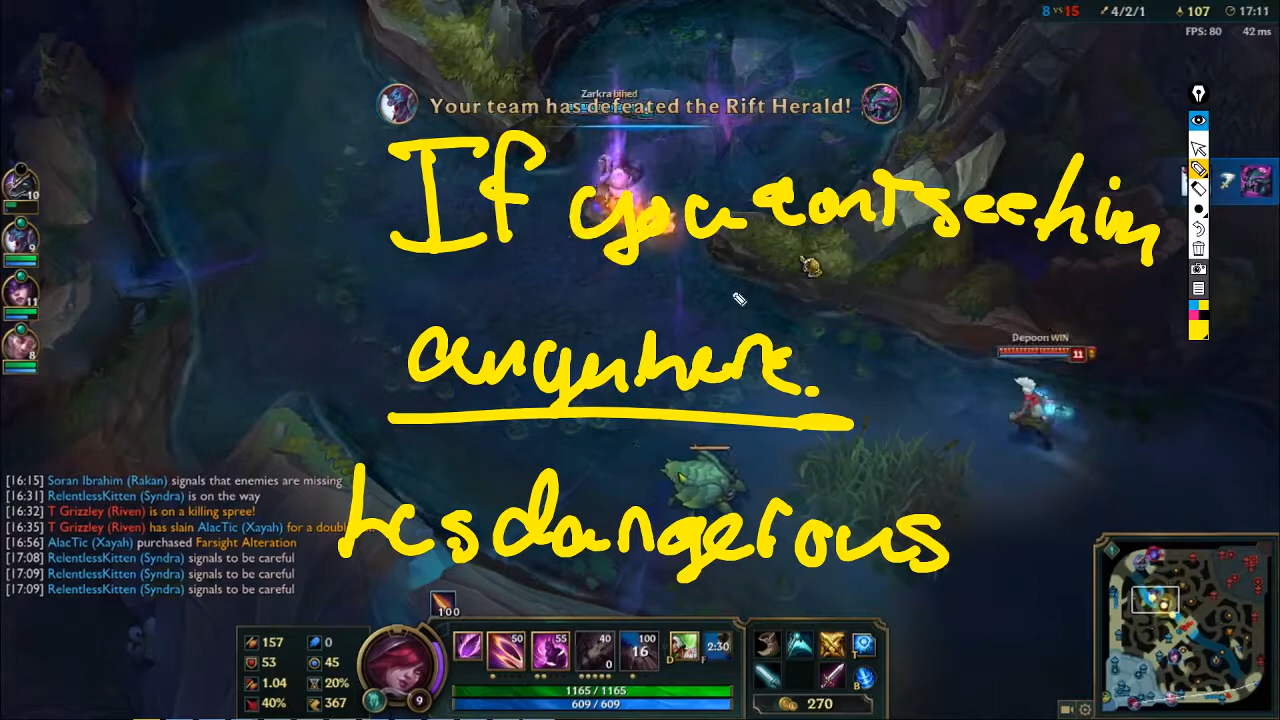 8 vs 15 4/2/1 107 17:11
FPS: 80 42 ms
Zarkra bihed
Your team has defeated the Rift Herald!
If you dont see him
anywhere.
hes dangerous
10
9
11
8
Depoon WIN
11
[16:15] Soran Ibrahim (Rakan) signals that enemies are missing
[16:31] RelentlessKitten (Syndra) is on the way
[16:32] T Grizzley (Riven) is on a killing spree!
[16:35] T Grizzley (Riven) has slain AlacTic (Xayah) for a doubl
[16:56] AlacTic (Xayah) purchased Farsight Alteration
[17:08] RelentlessKitten (Syndra) signals to be careful
[17:09] RelentlessKitten (Syndra) signals to be careful
[17:09] RelentlessKitten (Syndra) signals to be careful
100
157 0
53 45
1.04 20%
40% 367
9
50 55 40 100
0 16
D F 2:30
T
B
1165 / 1165
609 / 609
270